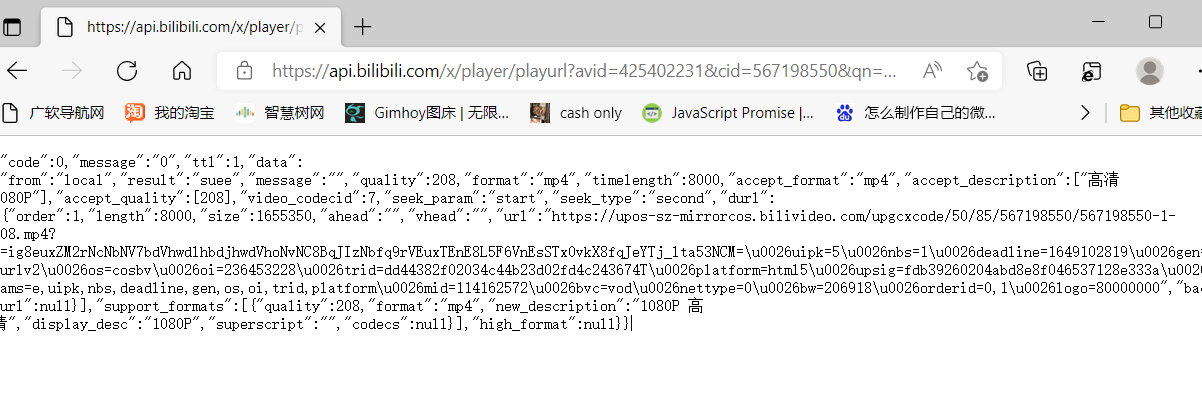 https://api.bilibili.com/x/player/p
https://api.bilibili.com/x/player/playurl?avid=425402231&cid=567198550&qn=...
广软导航网 我的淘宝 智慧树网 Gimhoy图床 | 无限... cash only JavaScript Promise |... 怎么制作自己的微... 其他收藏
"code":0,"message":"0","ttl":1,"data":
"from":"local","result":"suee","message":"","quality":208,"format":"mp4","timelength":8000,"accept_format":"mp4","accept_description":["高清
080P"],"accept_quality":[208],"video_codecid":7,"seek_param":"start","seek_type":"second","durl":
{"order":1,"length":8000,"size":1655350,"ahead":"","vhead":"","url":"https://upos-sz-mirrorcos.bilivideo.com/upgcxcode/50/85/567198550/567198550-1-
08.mp4?
=ig8euxZM2rNcNbNV7bdVhwdlhbdjhwdVhoNvNC8BqJIzNbfq9rVEuxTEnE8L5F6VnEsSTx0vkX8fqJeYTj_lta53NCM=\u0026uipk=5\u0026nbs=1\u0026deadline=1649102819\u0026gen=
urlv2\u0026os=cosbv\u0026oi=236453228\u0026trid=dd44382f02034c44b23d02fd4c243674T\u0026platform=html5\u0026upsig=fdb39260204abd8e8f046537128e333a\u0026
ams=e,uipk,nbs,deadline,gen,os,oi,trid,platform\u0026mid=114162572\u0026bvc=vod\u0026nettype=0\u0026bw=206918\u0026orderid=0,1\u0026logo=80000000","ba
url":null}],"support_formats":[{"quality":208,"format":"mp4","new_description":"1080P 高
清","display_desc":"1080P","superscript":"","codecs":null}],"high_format":null}}